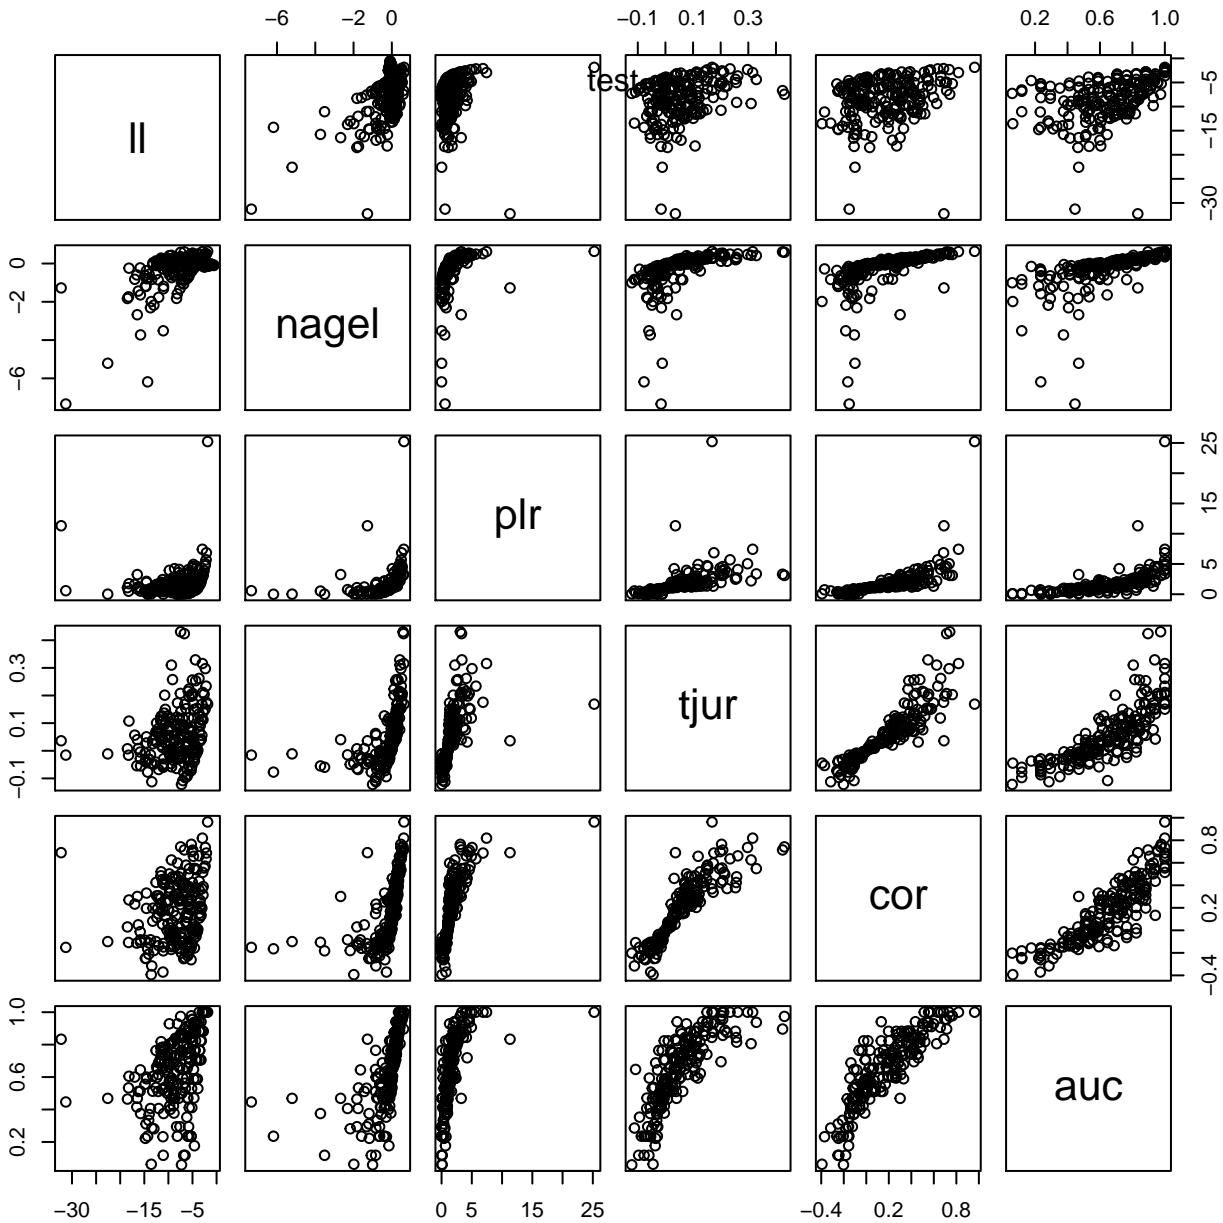 −6 −2 0 −0.1 0.1 0.3 0.2 0.6 1.0
test
ll −5 −15 −30
0 −2 −6 nagel
plr 25 15 5 0
0.3 0.1 −0.1 tjur
cor 0.8 0.2 −0.4
1.0 0.6 0.2 auc
−30 −15 −5 0 5 15 25 −0.4 0.2 0.8